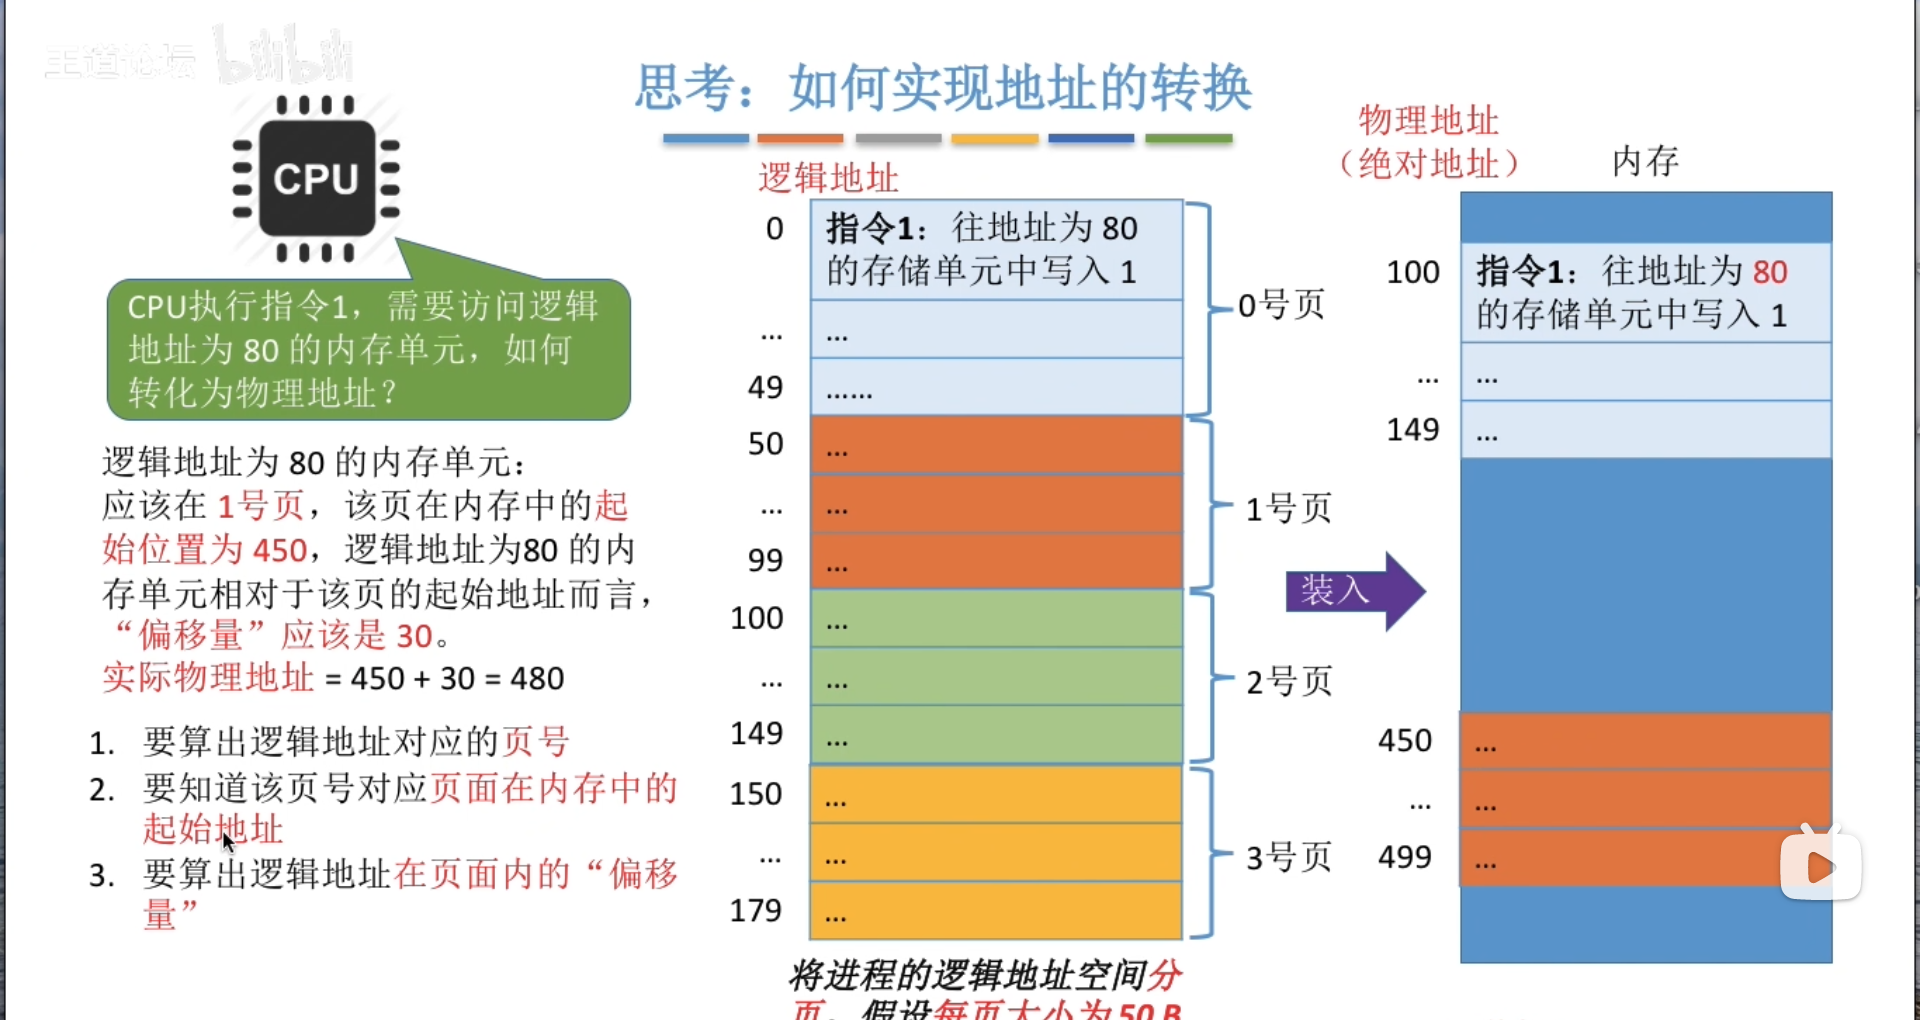 王道论坛 bilibili
思考：如何实现地址的转换
CPU
CPU执行指令1，需要访问逻辑
地址为 80 的内存单元，如何
转化为物理地址？
逻辑地址为 80 的内存单元：
应该在 1号页，该页在内存中的起
始位置为 450，逻辑地址为80 的内
存单元相对于该页的起始地址而言，
“偏移量”应该是 30。
实际物理地址 = 450 + 30 = 480
1. 要算出逻辑地址对应的页号
2. 要知道该页号对应页面在内存中的
起始地址
3. 要算出逻辑地址在页面内的“偏移
量”
逻辑地址
0 指令1：往地址为 80
的存储单元中写入 1
... ...
49 ......
0号页
50 ...
... ...
99 ...
1号页
100 ...
... ...
149 ...
2号页
150 ...
... ...
179 ...
3号页
将进程的逻辑地址空间分
页，假设每页大小为 50 B
装入
物理地址
（绝对地址）
内存
100 指令1：往地址为 80
的存储单元中写入 1
... ...
149 ...
450 ...
... ...
499 ...